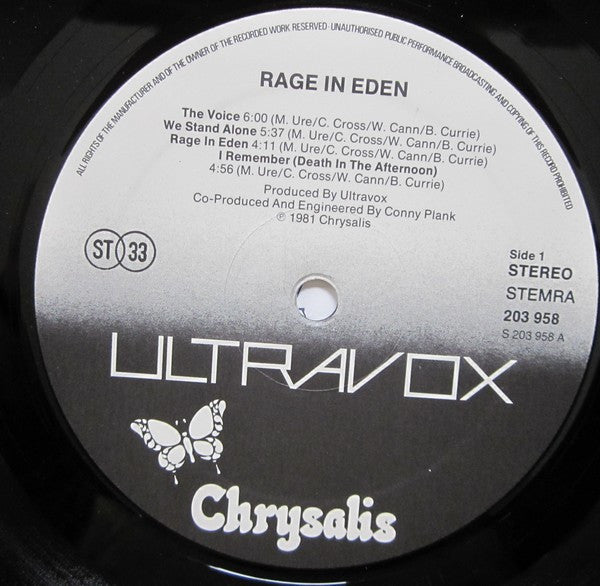 ALL RIGHTS OF THE MANUFACTURER AND OF THE OWNER OF THE RECORDED WORK RESERVED · UNAUTHORISED PUBLIC PERFORMANCE BROADCASTING AND COPYING OF THIS RECORD PROHIBITED
RAGE IN EDEN
The Voice 6:00 (M. Ure/C. Cross/W. Cann/B. Currie)
We Stand Alone 5:37 (M. Ure/C. Cross/W. Cann/B. Currie)
Rage In Eden 4:11 (M. Ure/C. Cross/W. Cann/B. Currie)
I Remember (Death In The Afternoon)
4:56 (M. Ure/C. Cross/W. Cann/B. Currie)
Produced By Ultravox
Co-Produced And Engineered By Conny Plank
℗ 1981 Chrysalis
ST 33
Side 1
STEREO
STEMRA
203 958
S 203 958 A
ULTRAVOX
Chrysalis